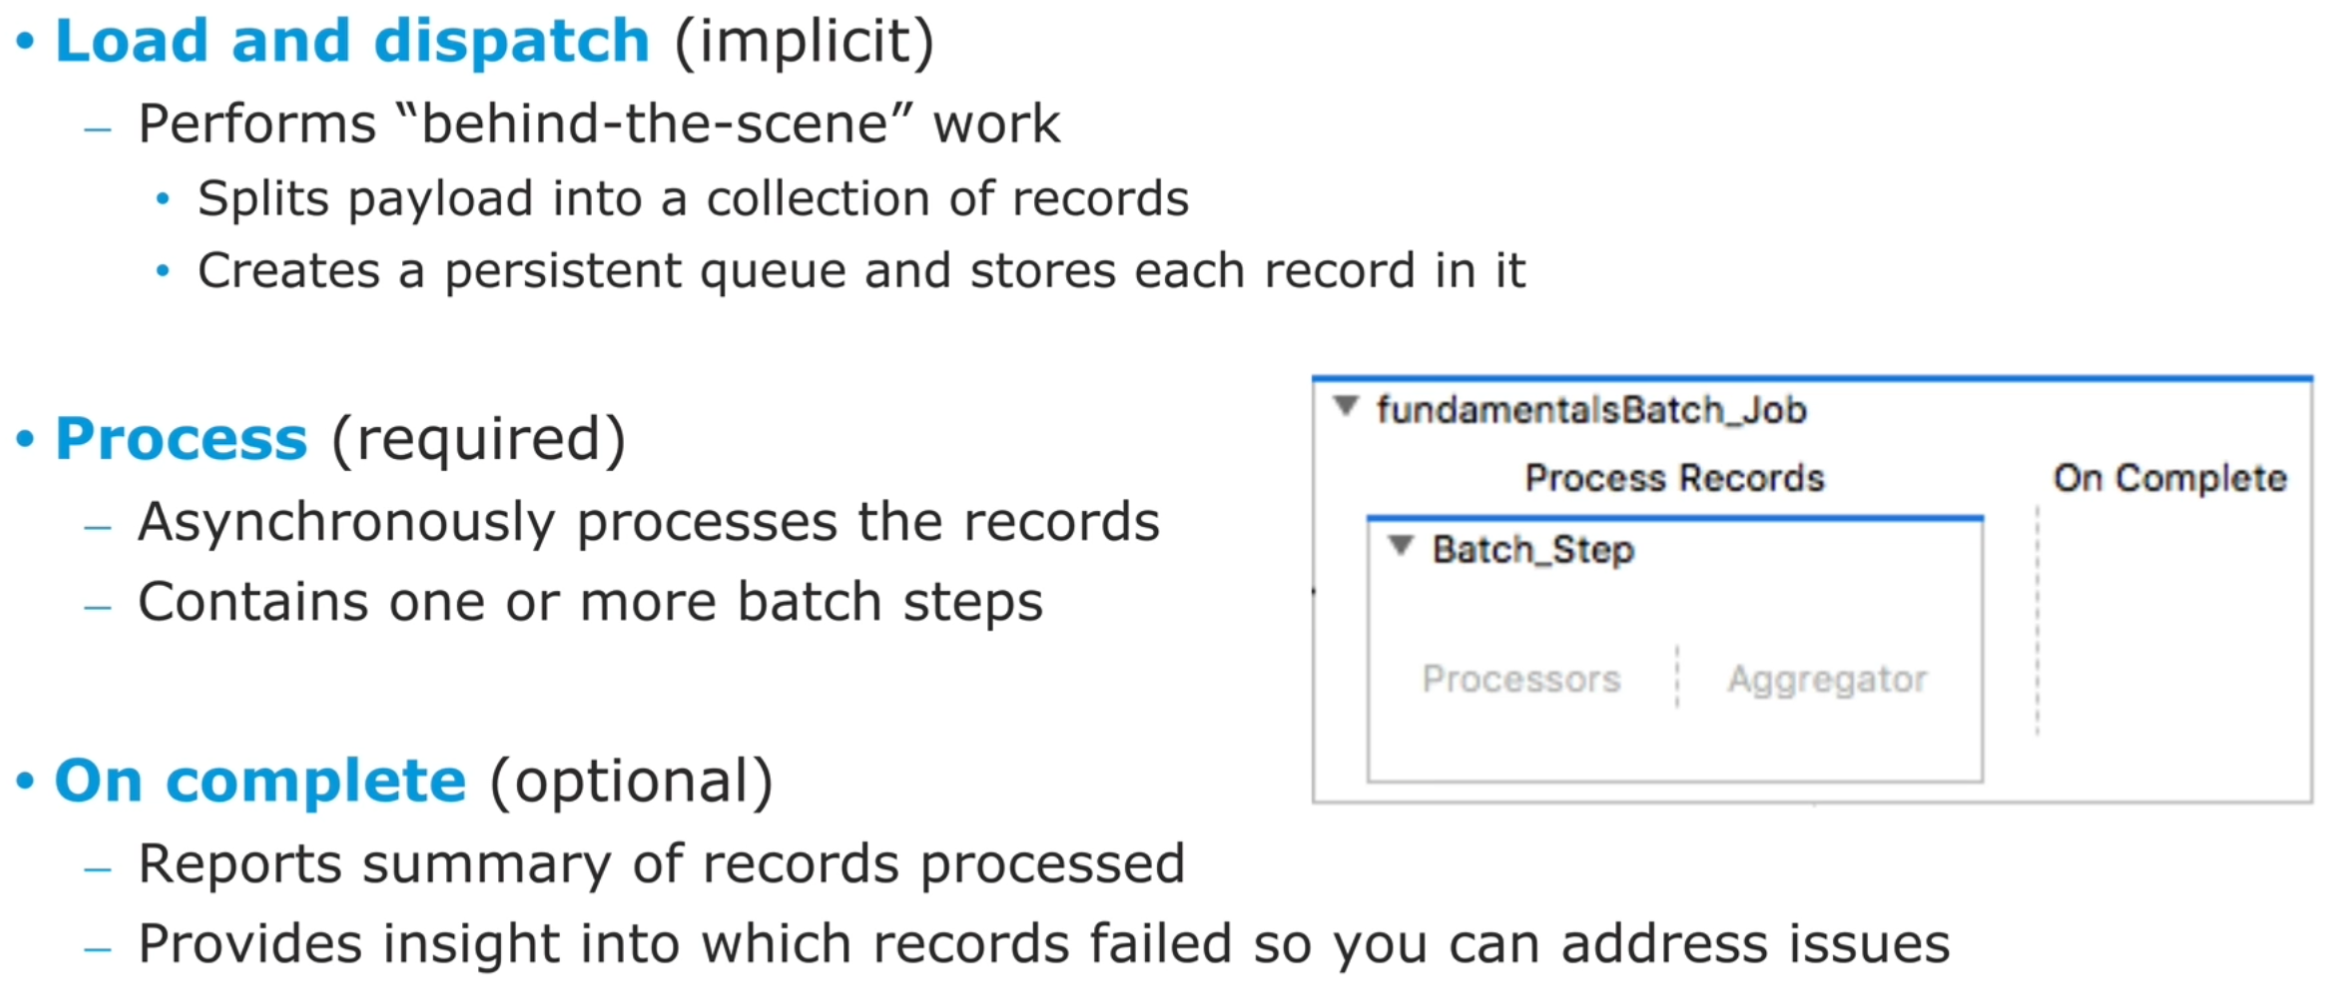 • Load and dispatch (implicit)
– Performs “behind-the-scene” work
• Splits payload into a collection of records
• Creates a persistent queue and stores each record in it
• Process (required)
– Asynchronously processes the records
– Contains one or more batch steps
• On complete (optional)
– Reports summary of records processed
– Provides insight into which records failed so you can address issues
fundamentalsBatch_Job
Process Records On Complete
Batch_Step
Processors Aggregator